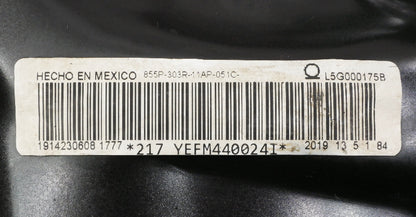 HECHO EN MEXICO 855P-303R-11AP-051C- L5G000175B
1914230608 1777 *217 YEFM440024I* 2019 13 5 1 84